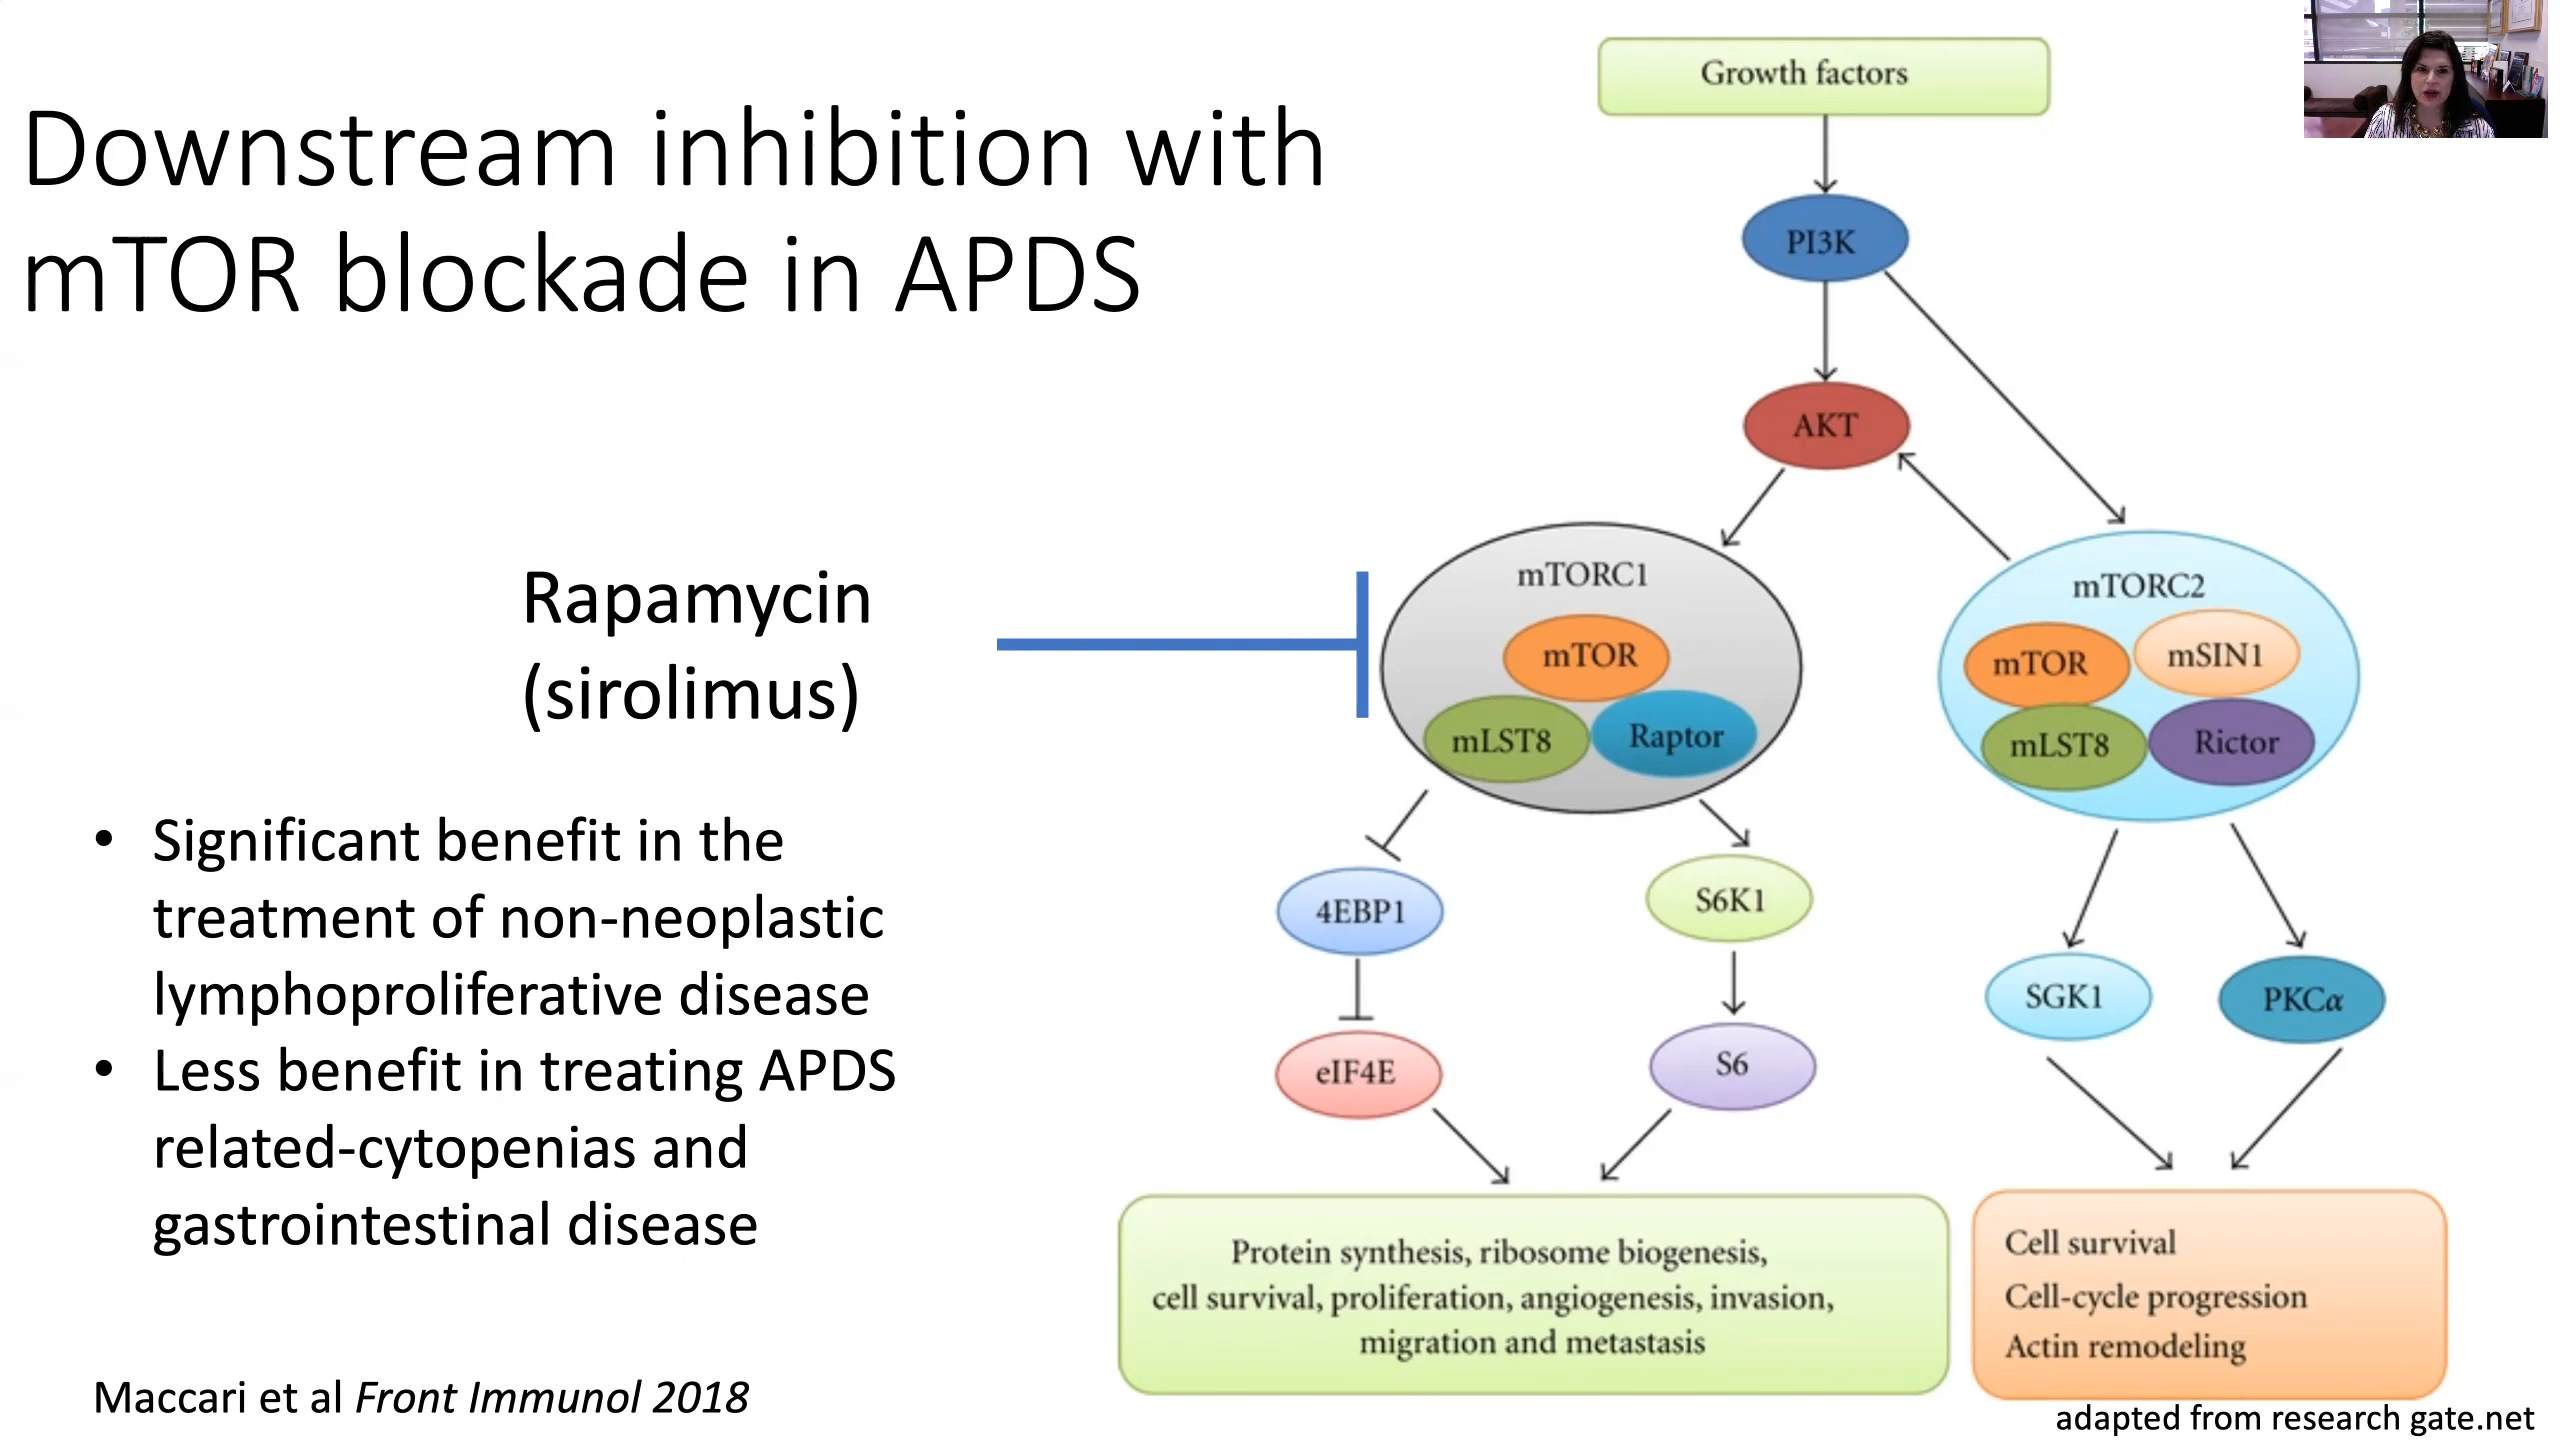 Downstream inhibition with
mTOR blockade in APDS
Rapamycin
(sirolimus)
• Significant benefit in the
treatment of non-neoplastic
lymphoproliferative disease
• Less benefit in treating APDS
related-cytopenias and
gastrointestinal disease
Maccari et al Front Immunol 2018
Growth factors
PI3K
AKT
mTORC1
mTOR
mLST8
Raptor
mTORC2
mTOR
mSIN1
mLST8
Rictor
4EBP1
S6K1
eIF4E
S6
SGK1
PKCα
Protein synthesis, ribosome biogenesis,
cell survival, proliferation, angiogenesis, invasion,
migration and metastasis
Cell survival
Cell-cycle progression
Actin remodeling
adapted from research gate.net